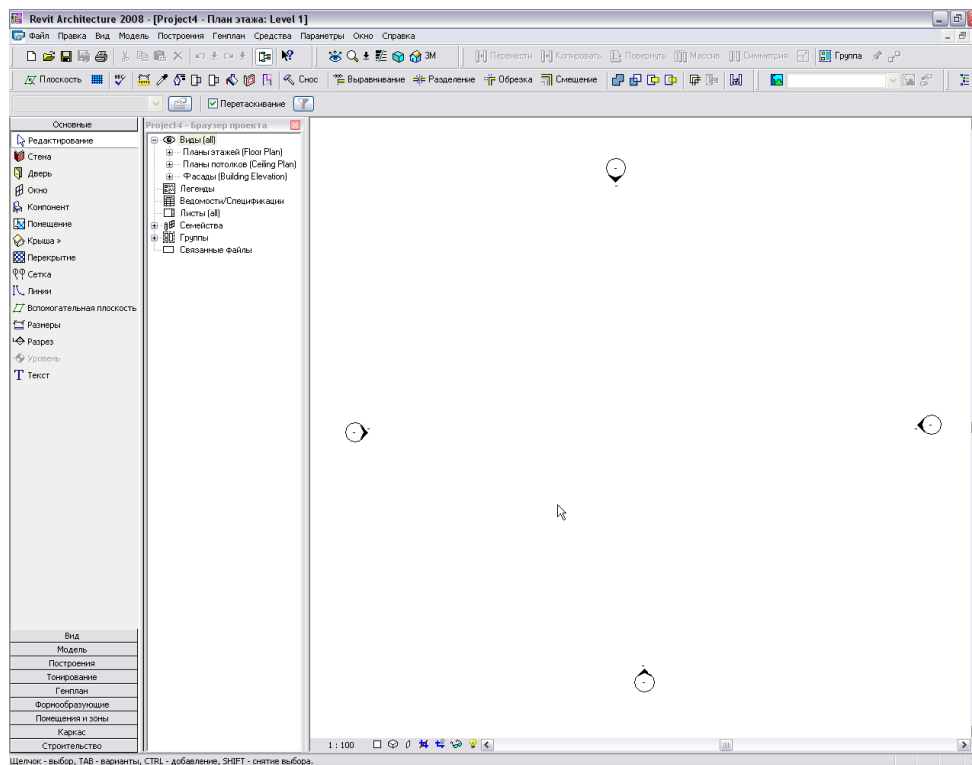 Revit Architecture 2008 - [Project4 - План этажа: Level 1]
Файл Правка Вид Модель Построения Генплан Средства Параметры Окно Справка
3М Перенести Копировать Повернуть Массив Симметрия Группа
Плоскость Снос Выравнивание Разделение Обрезка Смещение
Перетаскивание
Основные
Редактирование
Стена
Дверь
Окно
Компонент
Помещение
Крыша »
Перекрытие
Сетка
Линии
Вспомогательная плоскость
Размеры
Разрез
Уровень
Текст
Вид
Модель
Построения
Тонирование
Генплан
Формообразующие
Помещения и зоны
Каркас
Строительство
Project4 - Браузер проекта
Виды (all)
Планы этажей (Floor Plan)
Планы потолков (Ceiling Plan)
Фасады (Building Elevation)
Легенды
Ведомости/Спецификации
Листы (all)
Семейства
Группы
Связанные файлы
1 : 100
Щелчок - выбор, TAB - варианты, CTRL - добавление, SHIFT - снятие выбора.